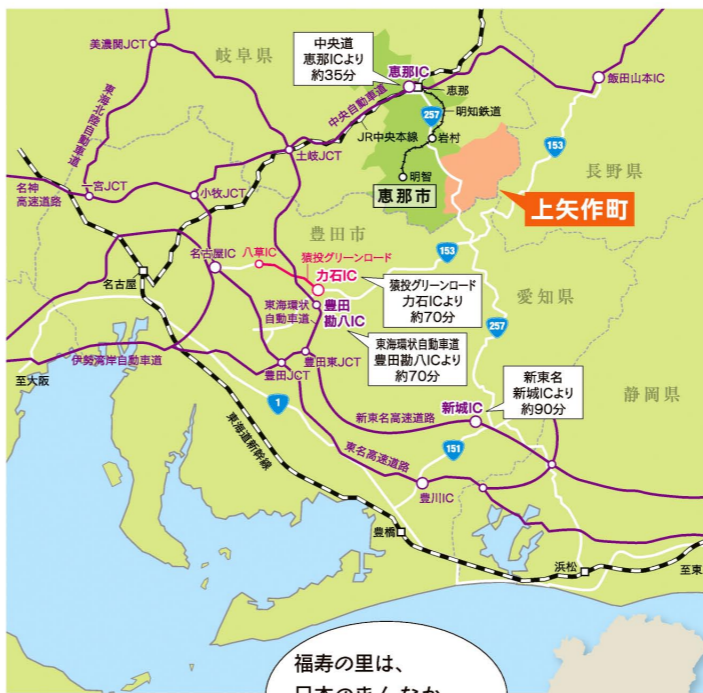 美濃関JCT
岐阜県
中央道
恵那ICより
約35分
恵那IC
恵那
飯田山本IC
東海北陸自動車道
中央自動車道
257
明知鉄道
JR中央本線
岩村
153
土岐JCT
長野県
名神
高速道路
一宮JCT
小牧JCT
明智
恵那市
上矢作町
豊田市
名古屋IC
八草IC
猿投グリーンロード
153
力石IC
猿投グリーンロード
力石ICより
約70分
名古屋
愛知県
東海環状
自動車道
豊田
勘八IC
257
東海環状自動車道
豊田勘八ICより
約70分
伊勢湾岸自動車道
豊田東JCT
豊田JCT
至大阪
新東名
新城ICより
約90分
静岡県
1
新東名高速道路
新城IC
東海道新幹線
東名高速道路
151
豊川IC
豊橋
浜松
至東
福寿の里は、